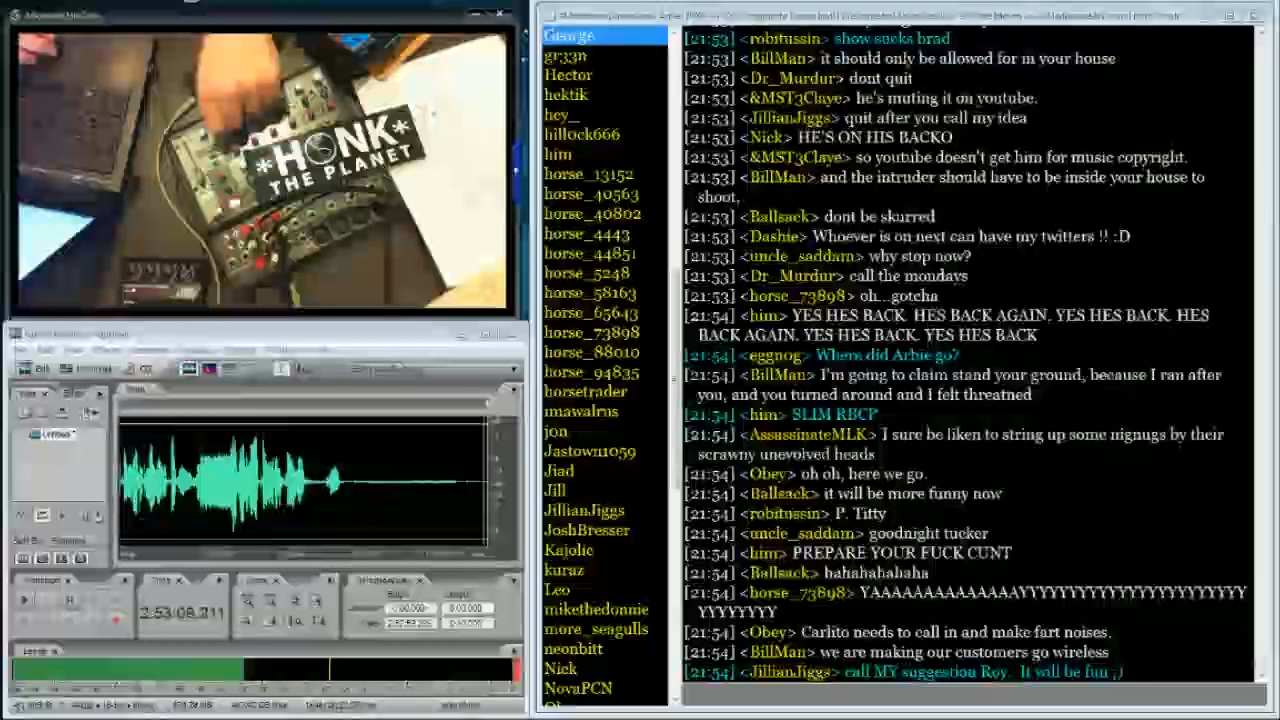 *HONK*
THE PLANET
2:53:09.211
George
gr33n
Hector
hektik
hey_
hillock666
him
horse_13152
horse_40563
horse_40802
horse_4443
horse_44851
horse_5248
horse_58163
horse_65643
horse_73898
horse_88010
horse_94835
horsetrader
imawalrus
jon
Jastown1059
Jiad
Jill
JillianJiggs
JoshBresser
Kajolic
kuraz
Leo
mikethedonnie
more_seagulls
neonbitt
Nick
NovaPCN
[21:53] <robitussin> show sucks brad
[21:53] <BillMan> it should only be allowed for in your house
[21:53] <Dr_Murdur> dont quit
[21:53] <&MST3Claye> he's muting it on youtube.
[21:53] <JillianJiggs> quit after you call my idea
[21:53] <Nick> HE'S ON HIS BACKO
[21:53] <&MST3Claye> so youtube doesn't get him for music copyright.
[21:53] <BillMan> and the intruder should have to be inside your house to
shoot,
[21:53] <Ballsack> dont be skurred
[21:53] <Dashie> Whoever is on next can have my twitters !! :D
[21:53] <uncle_saddam> why stop now?
[21:53] <Dr_Murdur> call the mondays
[21:53] <horse_73898> oh...gotcha
[21:54] <him> YES HES BACK. HES BACK AGAIN. YES HES BACK. HES
BACK AGAIN. YES HES BACK. YES HES BACK
[21:54] <eggnog> Where did Arbie go?
[21:54] <BillMan> I'm going to claim stand your ground, because I ran after
you, and you turned around and I felt threatned
[21:54] <him> SLIM RBCP
[21:54] <AssassinateMLK> I sure be liken to string up some nignugs by their
scrawny unevolved heads
[21:54] <Obey> oh oh, here we go.
[21:54] <Ballsack> it will be more funny now
[21:54] <robitussin> P. Titty
[21:54] <uncle_saddam> goodnight tucker
[21:54] <him> PREPARE YOUR FUCK CUNT
[21:54] <Ballsack> hahahahahaha
[21:54] <horse_73898> YAAAAAAAAAAAAAYYYYYYYYYYYYYYYYYYYYYYY
YYYYYYYY
[21:54] <Obey> Carlito needs to call in and make fart noises.
[21:54] <BillMan> we are making our customers go wireless
[21:54] <JillianJiggs> call MY suggestion Roy. It will be fun ;)